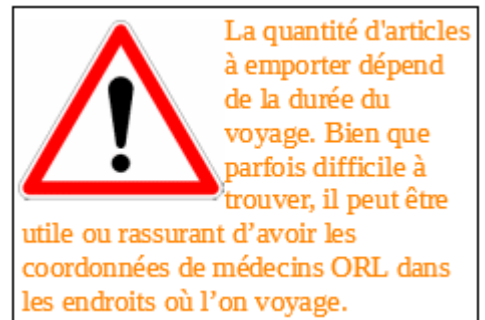 La quantité d'articles
à emporter dépend
de la durée du
voyage. Bien que
parfois difficile à
trouver, il peut être
utile ou rassurant d’avoir les
coordonnées de médecins ORL dans
les endroits où l’on voyage.